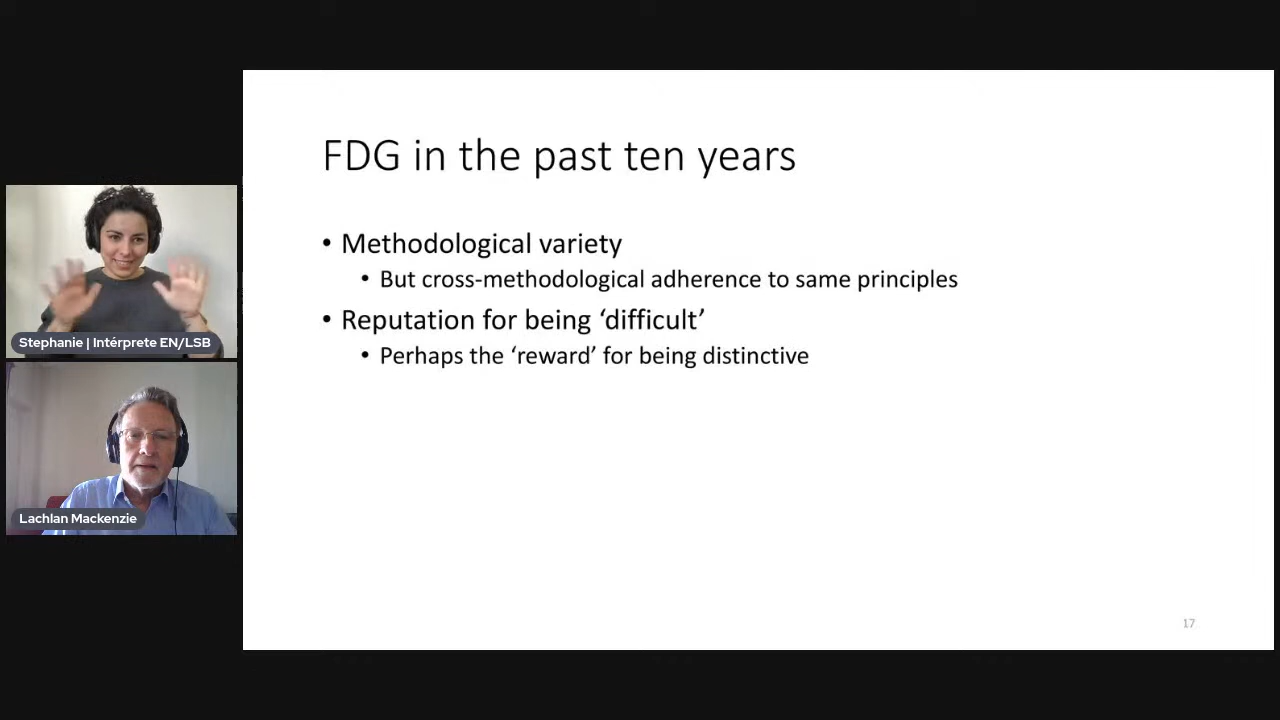 FDG in the past ten years
• Methodological variety
• But cross-methodological adherence to same principles
• Reputation for being ‘difficult’
• Perhaps the ‘reward’ for being distinctive
Stephanie | Intérprete EN/LSB
Lachlan Mackenzie
17